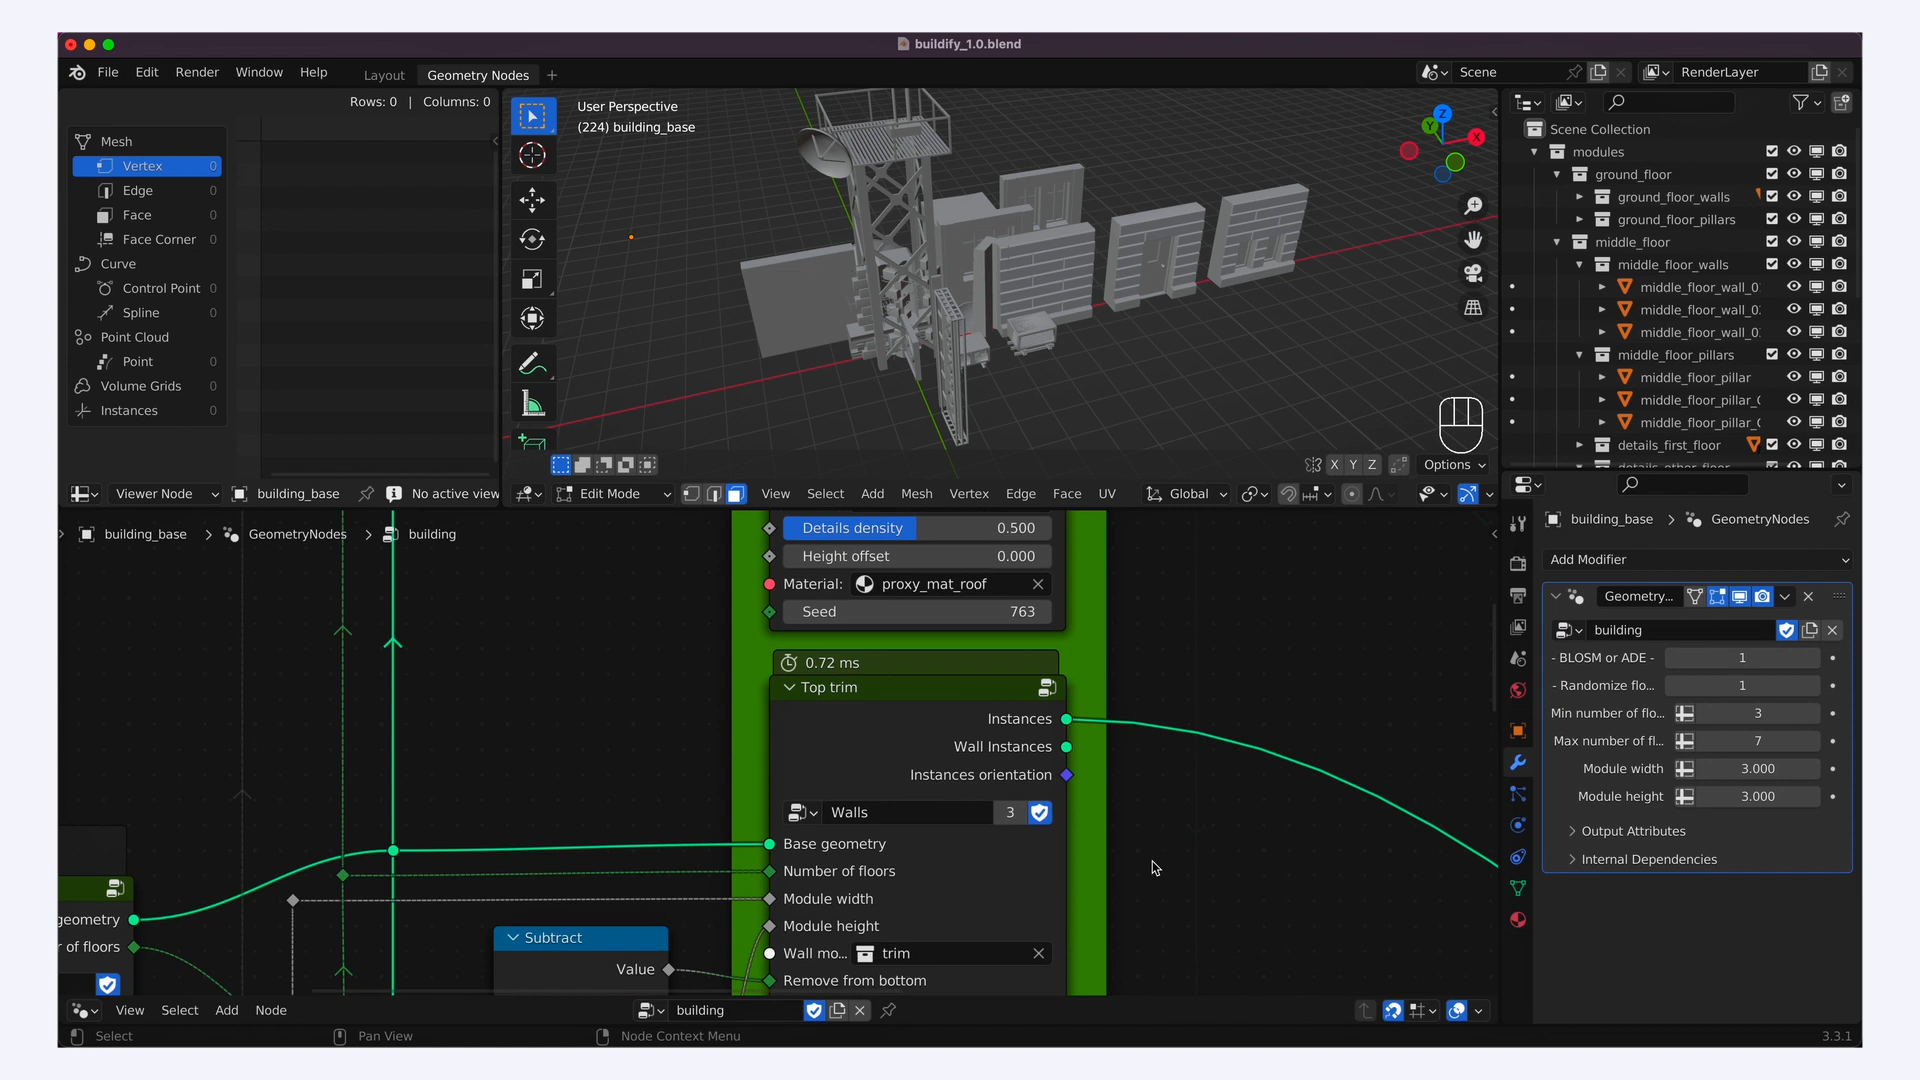 buildify_1.0.blend
File Edit Render Window Help Layout Geometry Nodes + Scene RenderLayer
Rows: 0 | Columns: 0
Mesh
Vertex 0
Edge 0
Face 0
Face Corner 0
Curve
Control Point 0
Spline 0
Point Cloud
Point 0
Volume Grids 0
Instances 0
User Perspective
(224) building_base
Z
Y
X
X Y Z Options
Scene Collection
modules
ground_floor
ground_floor_walls
ground_floor_pillars
middle_floor
middle_floor_walls
middle_floor_wall_0
middle_floor_wall_0
middle_floor_wall_0
middle_floor_pillars
middle_floor_pillar
middle_floor_pillar_
middle_floor_pillar_
details_first_floor
details_other_floor
Viewer Node building_base No active view
Edit Mode View Select Add Mesh Vertex Edge Face UV Global
building_base > GeometryNodes > building
Details density 0.500
Height offset 0.000
Material: proxy_mat_roof
Seed 763
0.72 ms
Top trim
Instances
Wall Instances
Instances orientation
Walls 3
Base geometry
Number of floors
Module width
Module height
Wall mo... trim
Remove from bottom
geometry
r of floors
Subtract
Value
building_base > GeometryNodes
Add Modifier
Geometry...
building
- BLOSM or ADE - 1
- Randomize flo... 1
Min number of flo... 3
Max number of fl... 7
Module width 3.000
Module height 3.000
Output Attributes
Internal Dependencies
View Select Add Node building
Select Pan View Node Context Menu 3.3.1